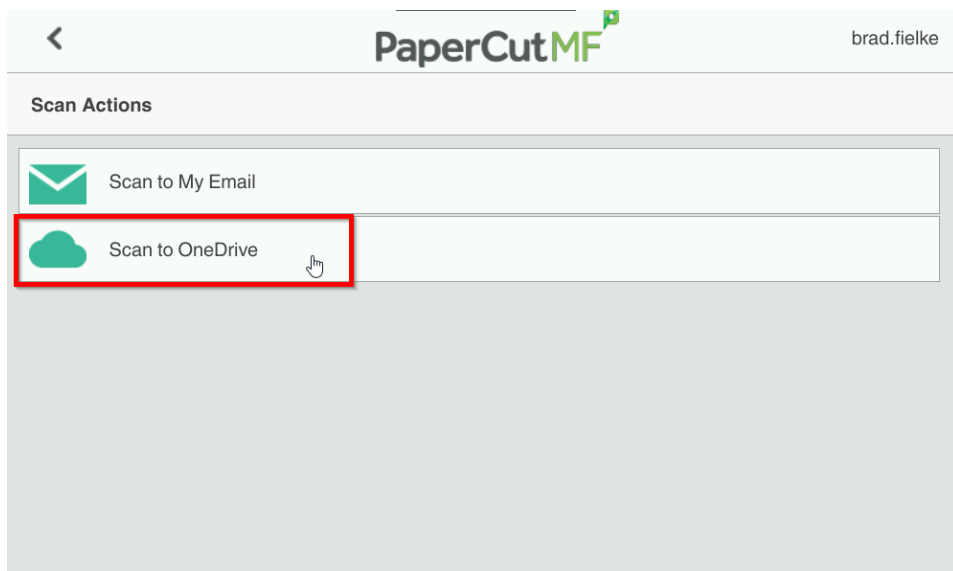 PaperCutMF
brad.fielke
Scan Actions
Scan to My Email
Scan to OneDrive